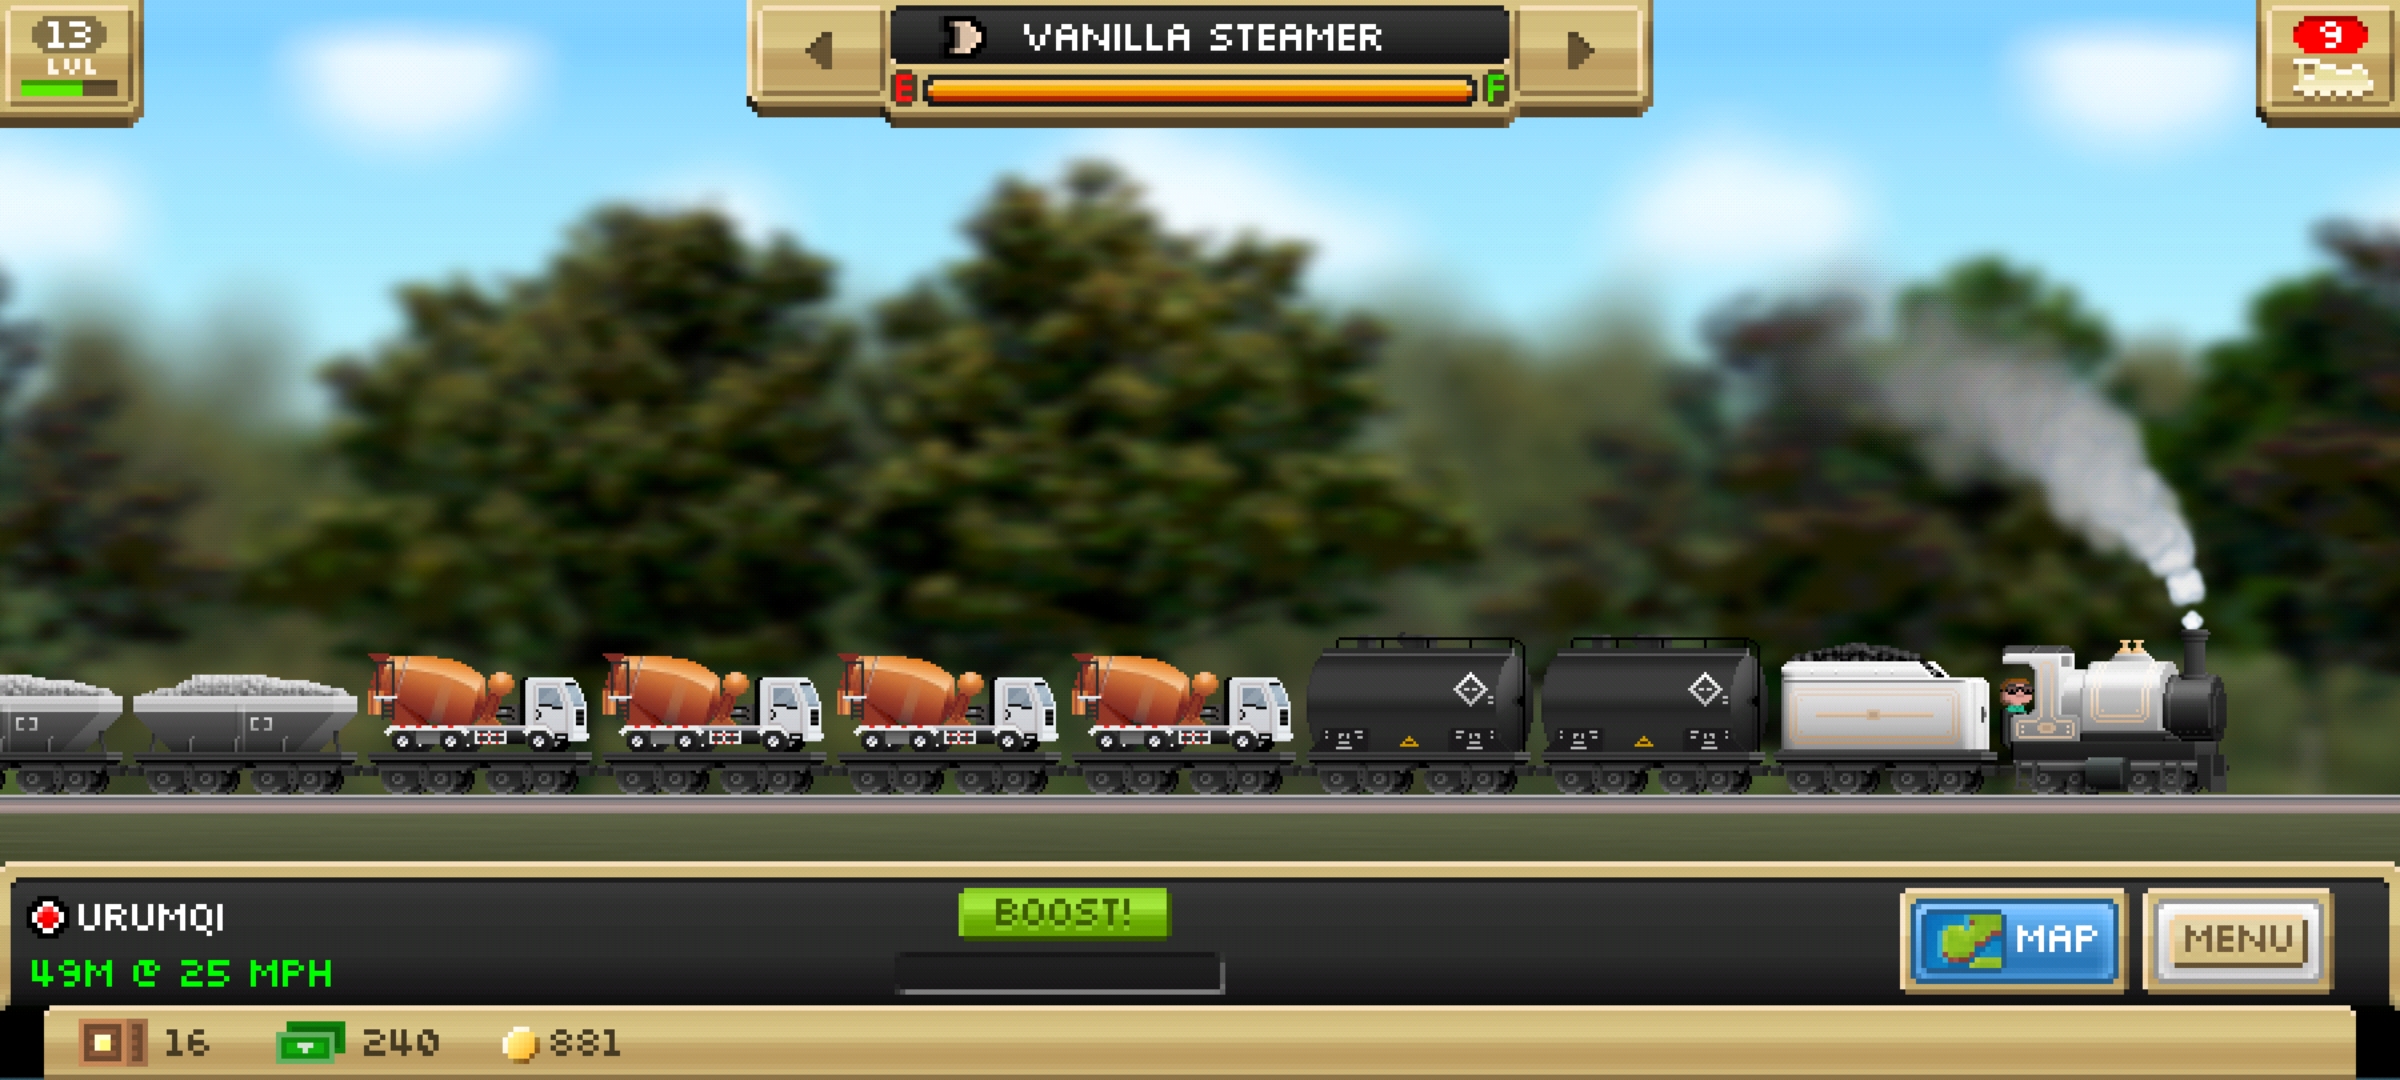 13
LVL
VANILLA STEAMER
E F
9
URUMQI
49M @ 25 MPH
BOOST!
MAP
MENU
16
240
881